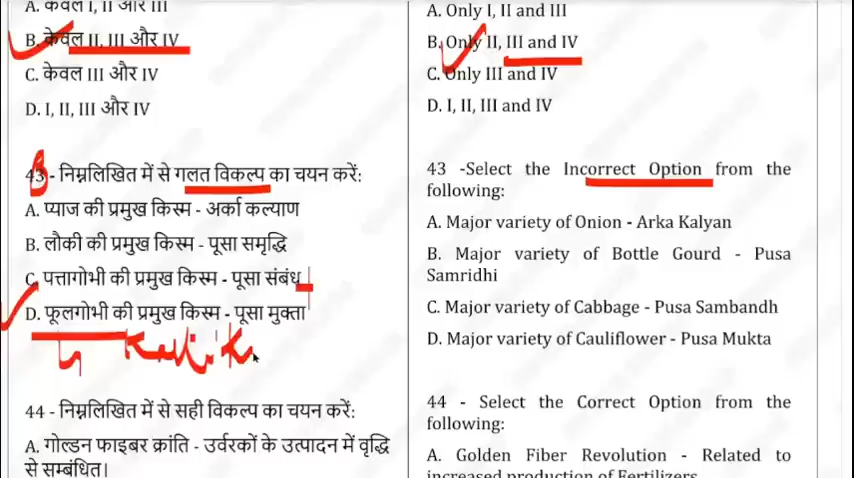 A. केवल I, II और III
B. केवल II, III और IV
C. केवल III और IV
D. I, II, III और IV
43 - निम्नलिखित में से गलत विकल्प का चयन करें:
A. प्याज की प्रमुख किस्म - अर्का कल्याण
B. लौकी की प्रमुख किस्म - पूसा समृद्धि
C. पत्तागोभी की प्रमुख किस्म - पूसा संबंध
D. फूलगोभी की प्रमुख किस्म - पूसा मुक्ता
44 - निम्नलिखित में से सही विकल्प का चयन करें:
A. गोल्डन फाइबर क्रांति - उर्वरकों के उत्पादन में वृद्धि
से सम्बंधित।
A. Only I, II and III
B. Only II, III and IV
C. Only III and IV
D. I, II, III and IV
43 -Select the Incorrect Option from the
following:
A. Major variety of Onion - Arka Kalyan
B. Major variety of Bottle Gourd - Pusa
Samridhi
C. Major variety of Cabbage - Pusa Sambandh
D. Major variety of Cauliflower - Pusa Mukta
44 - Select the Correct Option from the
following:
A. Golden Fiber Revolution - Related to
increased production of Fertilizers